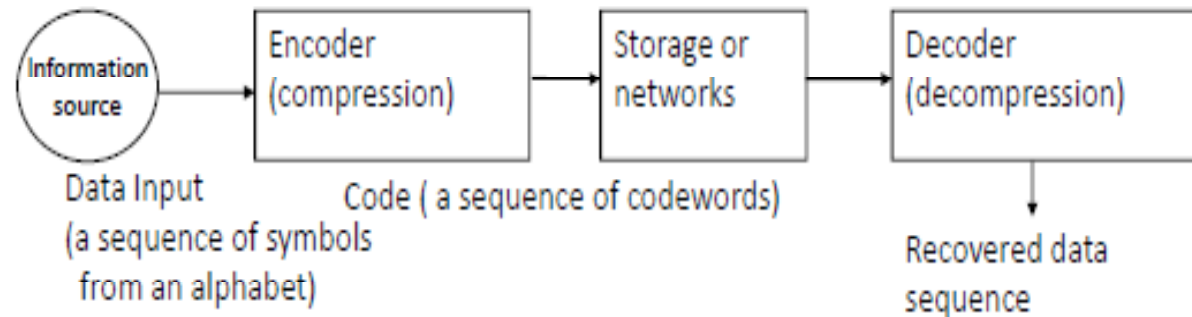 Information
source
Encoder
(compression)
Storage or
networks
Decoder
(decompression)
Data Input
(a sequence of symbols
from an alphabet)
Code ( a sequence of codewords)
Recovered data
sequence